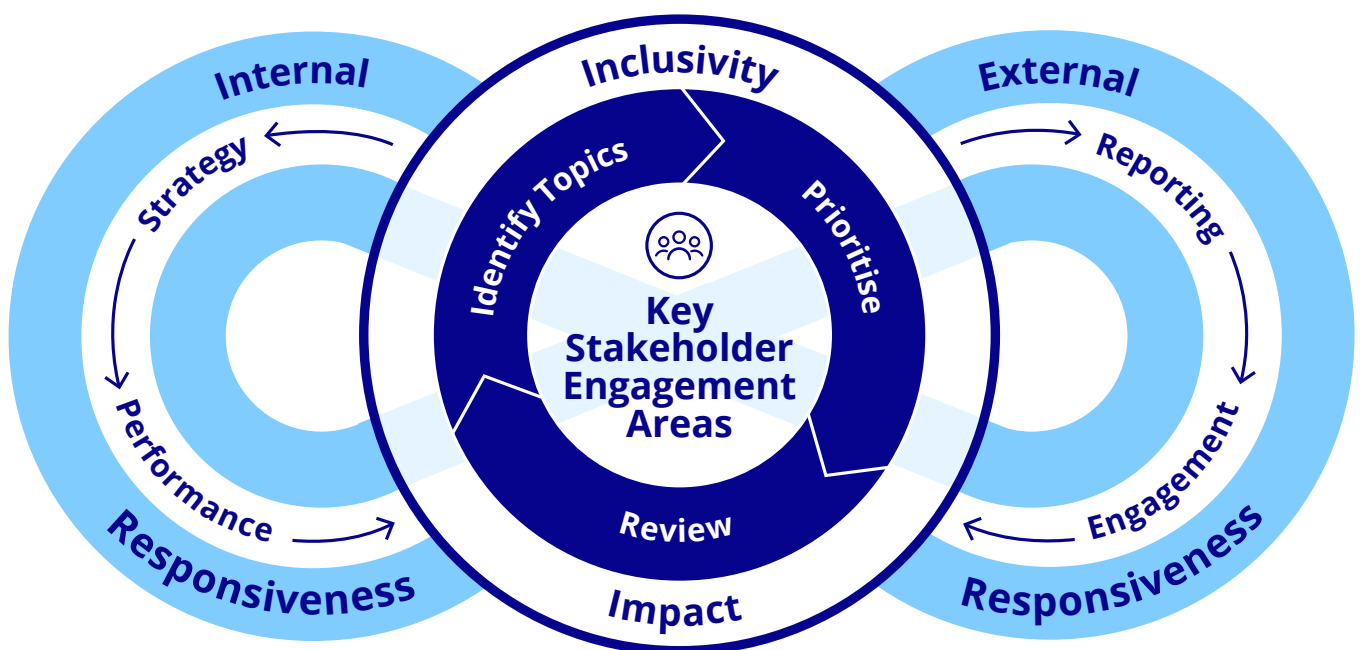 Internal
Strategy
Performance
Responsiveness
Inclusivity
Identify Topics
Prioritise
Review
Key
Stakeholder
Engagement
Areas
Impact
External
Reporting
Engagement
Responsiveness